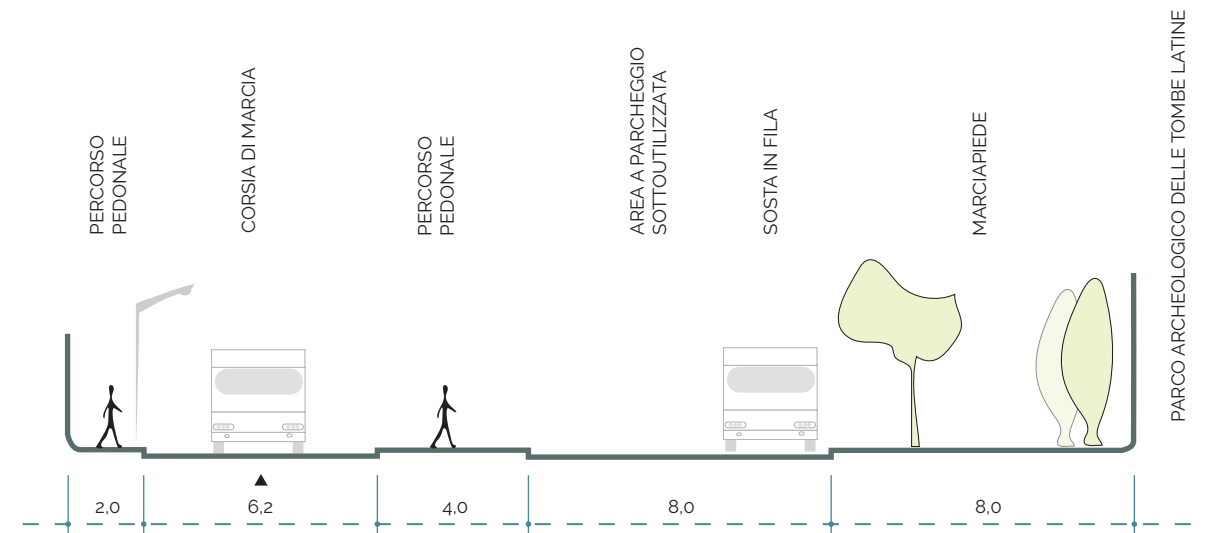 PERCORSO
PEDONALE
CORSIA DI MARCIA
PERCORSO
PEDONALE
AREA A PARCHEGGIO
SOTTOUTILIZZATA
SOSTA IN FILA
MARCIAPIEDE
PARCO ARCHEOLOGICO DELLE TOMBE LATINE
2,0
6,2
4,0
8,0
8,0